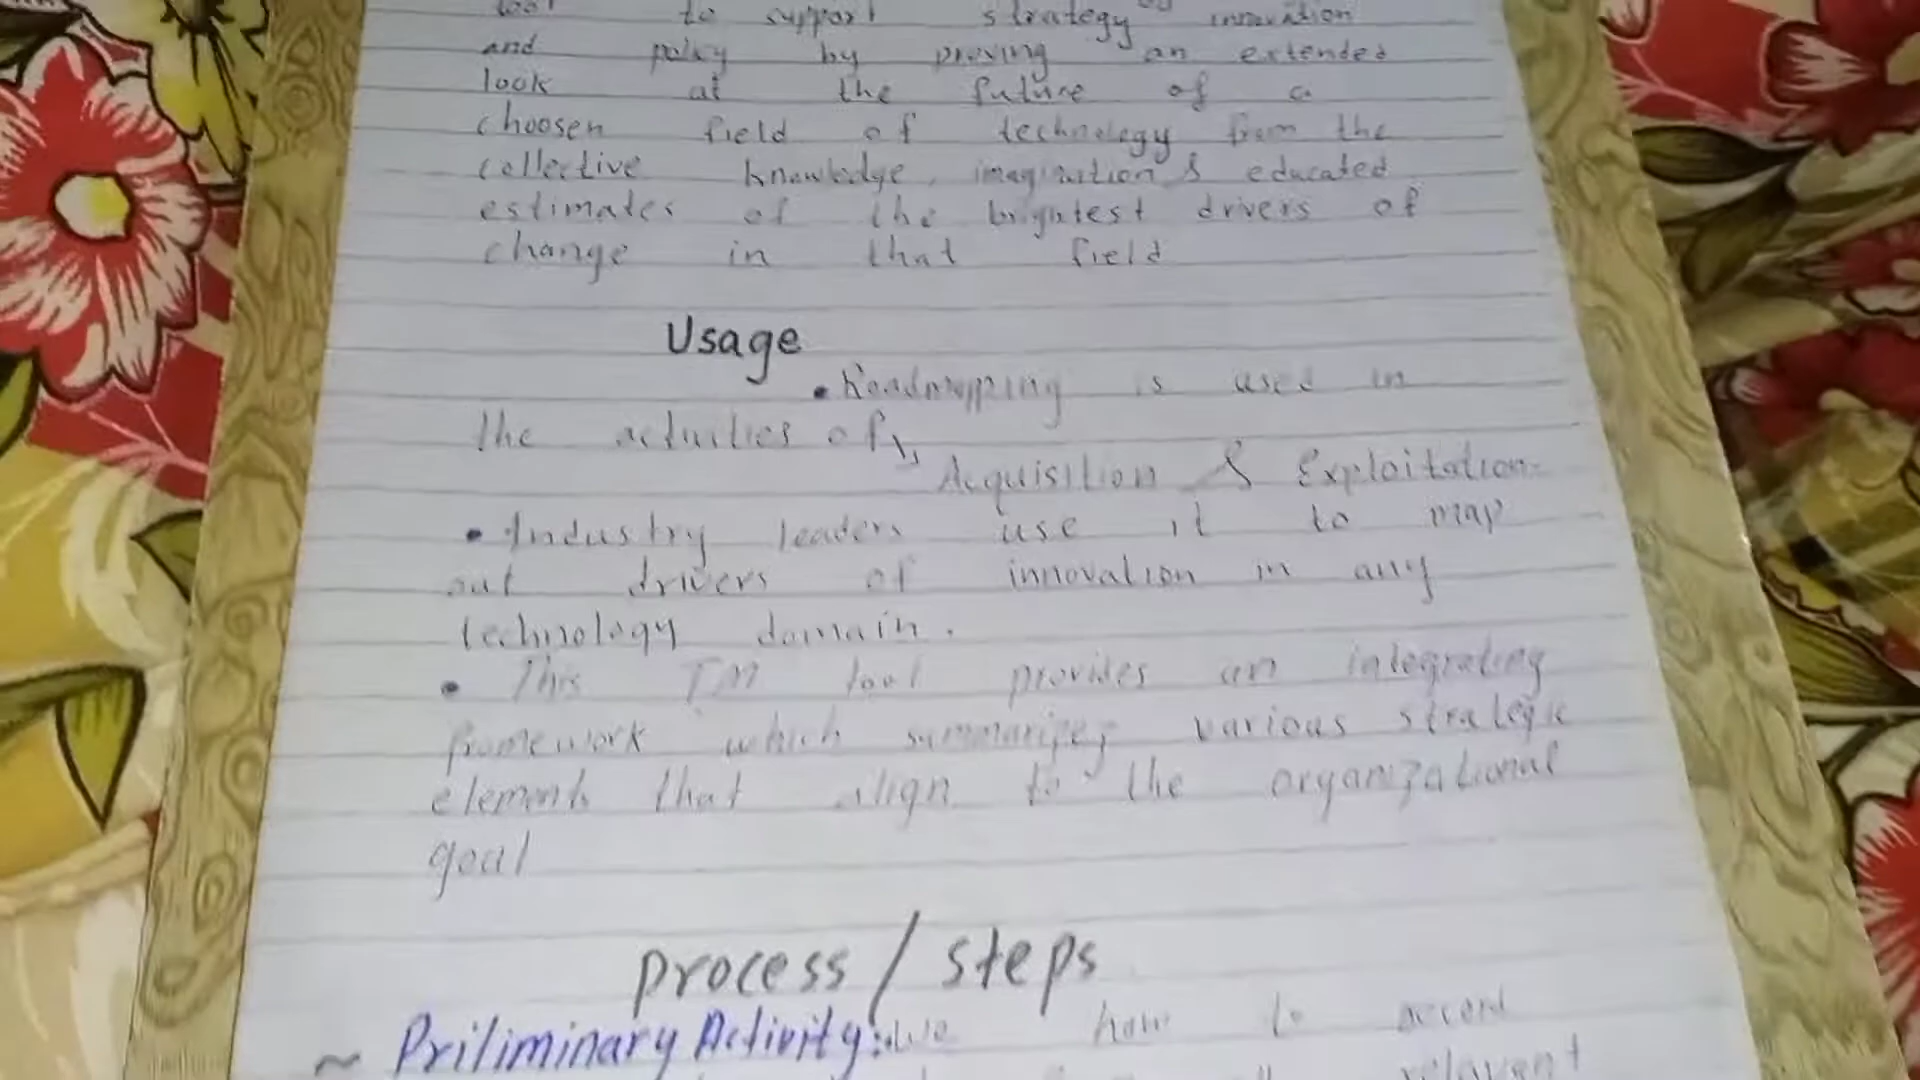 tool to support strategy innovation
and policy by proving an extended
look at the future of a
choosen field of technology from the
collective knowledge, imagination & educated
estimates of the brightest drivers of
change in that field
Usage
• Roadmapping is used in
the activities of
Acquisition & Exploitation
• Industry leaders use it to map
out drivers of innovation in any
technology domain.
• This TM tool provides an integrating
framework which summarizes various strategic
elements that align to the organizational
goal
process / steps
~ Priliminary Activity:
relavent